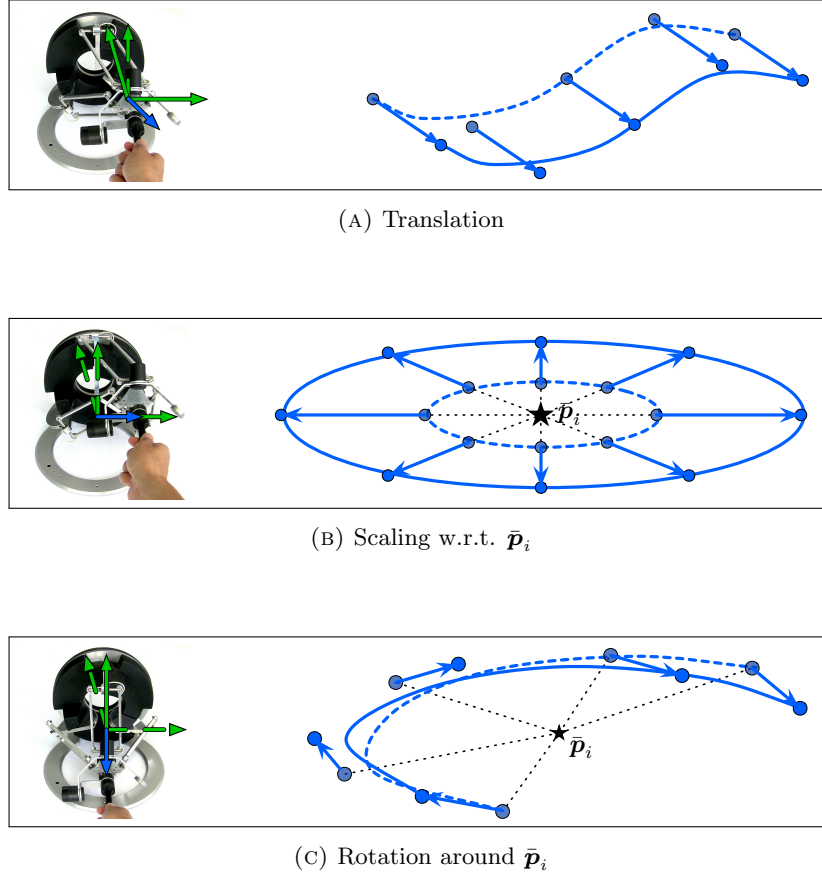 (A) Translation
p̄ᵢ
(B) Scaling w.r.t. p̄ᵢ
p̄ᵢ
(C) Rotation around p̄ᵢ